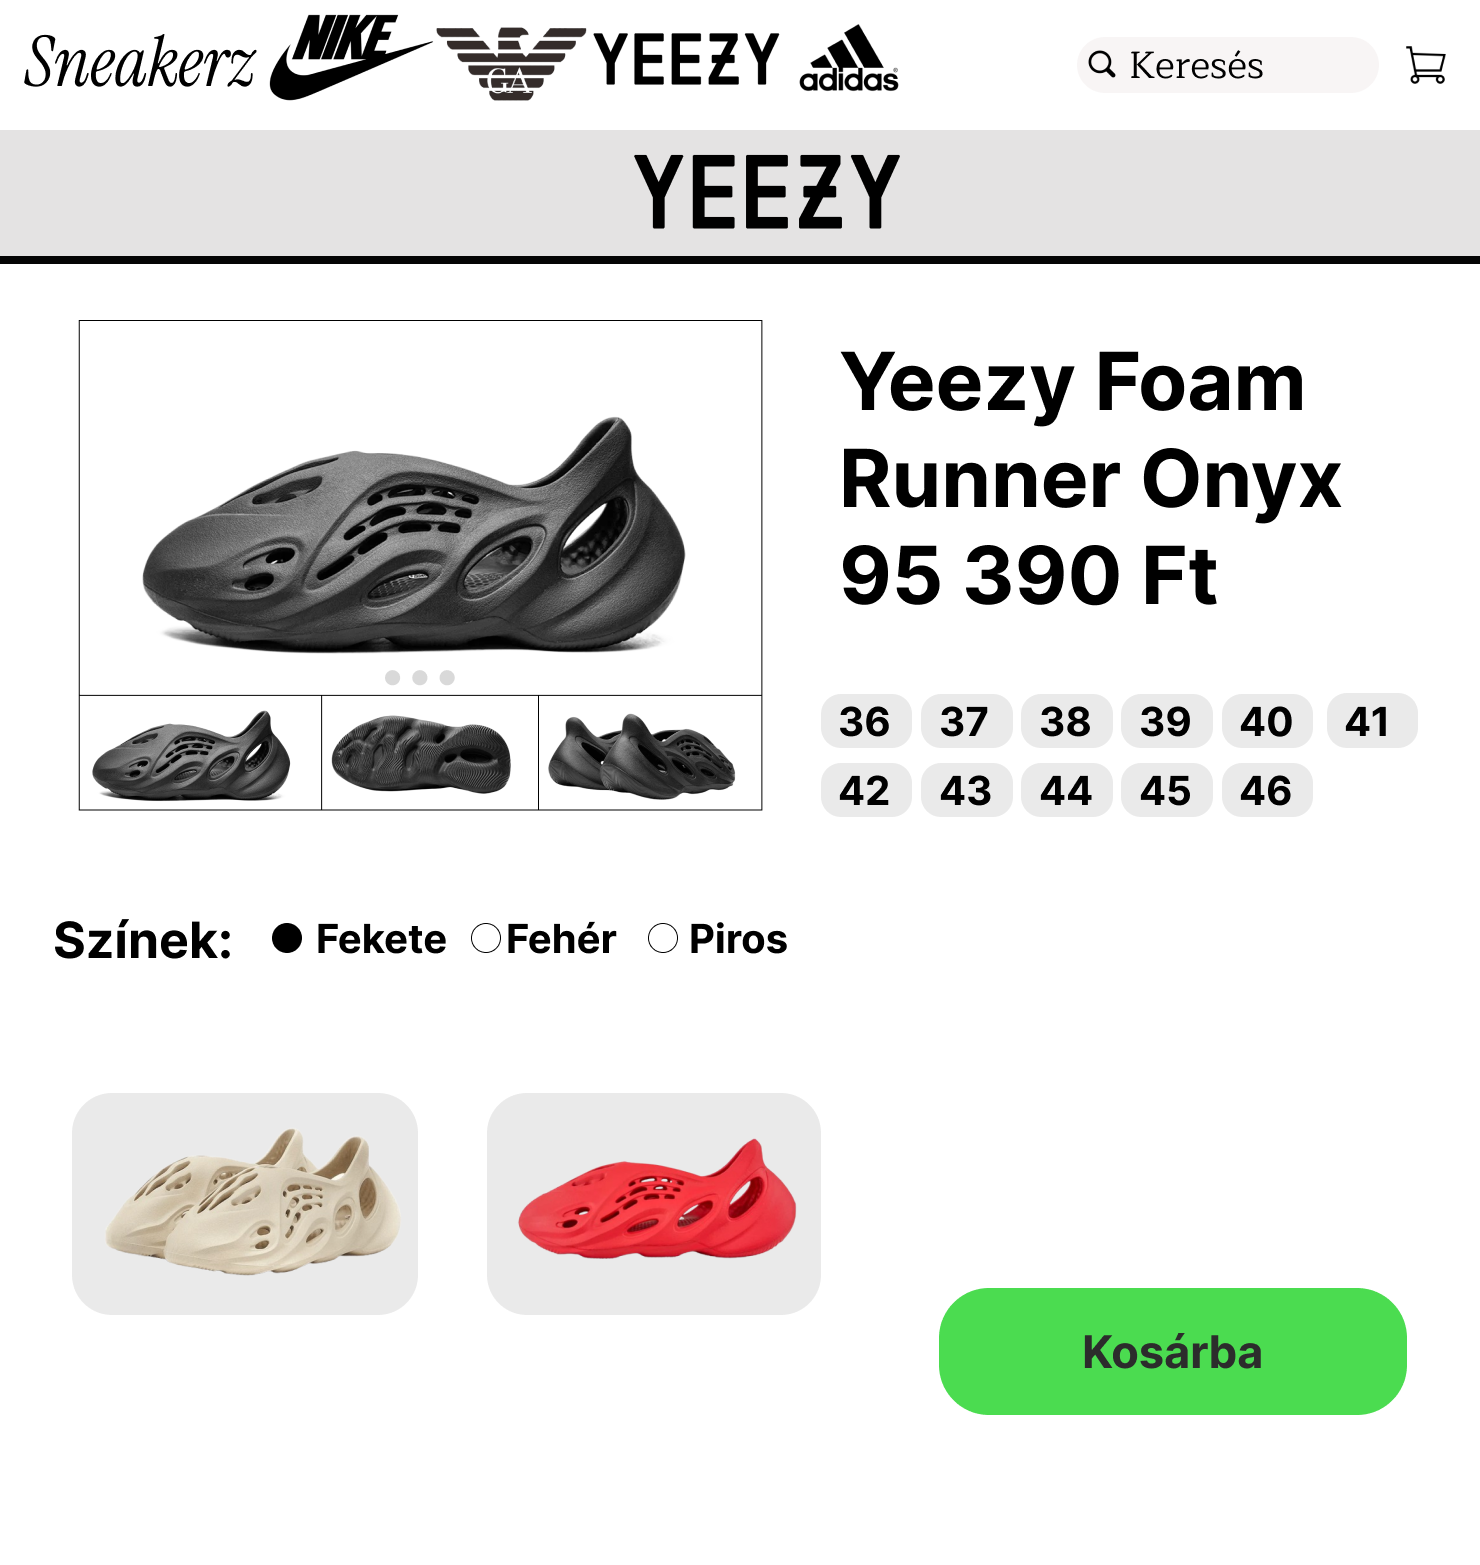 Sneakerz NIKE GA YEEZY adidas® Keresés
YEEZY
Yeezy Foam
Runner Onyx
95 390 Ft
36 37 38 39 40 41
42 43 44 45 46
Színek: Fekete Fehér Piros
Kosárba